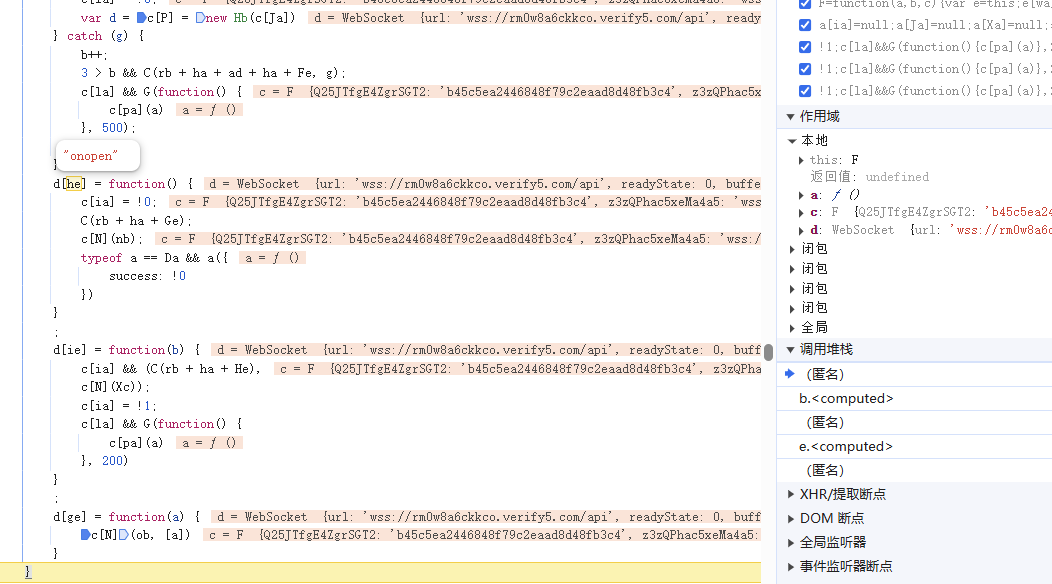 var d = c[P] = new Hb(c[Ja])  d = WebSocket {url: 'wss://rm0w8a6ckkco.verify5.com/api', ready
} catch (g) {
b++;
3 > b && C(rb + ha + ad + ha + Fe, g);
c[la] && G(function() {  c = F {Q25JTfgE4ZgrSGT2: 'b45c5ea2446848f79c2eaad8d48fb3c4', z3zQPhac5x
c[pa](a)  a = ƒ ()
}, 500);
"onopen"
}
d[he] = function() {  d = WebSocket {url: 'wss://rm0w8a6ckkco.verify5.com/api', readyState: 0, buffe
c[ia] = !0;  c = F {Q25JTfgE4ZgrSGT2: 'b45c5ea2446848f79c2eaad8d48fb3c4', z3zQPhac5xeMa4a5: 'wss
C(rb + ha + Ge);
c[N](nb);  c = F {Q25JTfgE4ZgrSGT2: 'b45c5ea2446848f79c2eaad8d48fb3c4', z3zQPhac5xeMa4a5: 'wss:/
typeof a == Da && a({  a = ƒ ()
success: !0
})
}
;
d[ie] = function(b) {  d = WebSocket {url: 'wss://rm0w8a6ckkco.verify5.com/api', readyState: 0, buff
c[ia] && (C(rb + ha + He),  c = F {Q25JTfgE4ZgrSGT2: 'b45c5ea2446848f79c2eaad8d48fb3c4', z3zQPha
c[N](Xc));
c[ia] = !1;
c[la] && G(function() {
c[pa](a)  a = ƒ ()
}, 200)
}
;
d[ge] = function(a) {  d = WebSocket {url: 'wss://rm0w8a6ckkco.verify5.com/api', readyState: 0, buff
c[N](ob, [a])  c = F {Q25JTfgE4ZgrSGT2: 'b45c5ea2446848f79c2eaad8d48fb3c4', z3zQPhac5xeMa4a5:
}
}
F=function(a,b,c){var e=this;e[wa
a[ia]=null;a[Ja]=null;a[Xa]=null;
!1;c[la]&&G(function(){c[pa](a)},
!1;c[la]&&G(function(){c[pa](a)},
!1;c[la]&&G(function(){c[pa](a)},
作用域
本地
this: F
返回值: undefined
a: ƒ ()
c: F {Q25JTfgE4ZgrSGT2: 'b45c5ea2
d: WebSocket {url: 'wss://rm0w8a6c
闭包
闭包
闭包
闭包
全局
调用堆栈
(匿名)
b.<computed>
(匿名)
e.<computed>
(匿名)
XHR/提取断点
DOM 断点
全局监听器
事件监听器断点